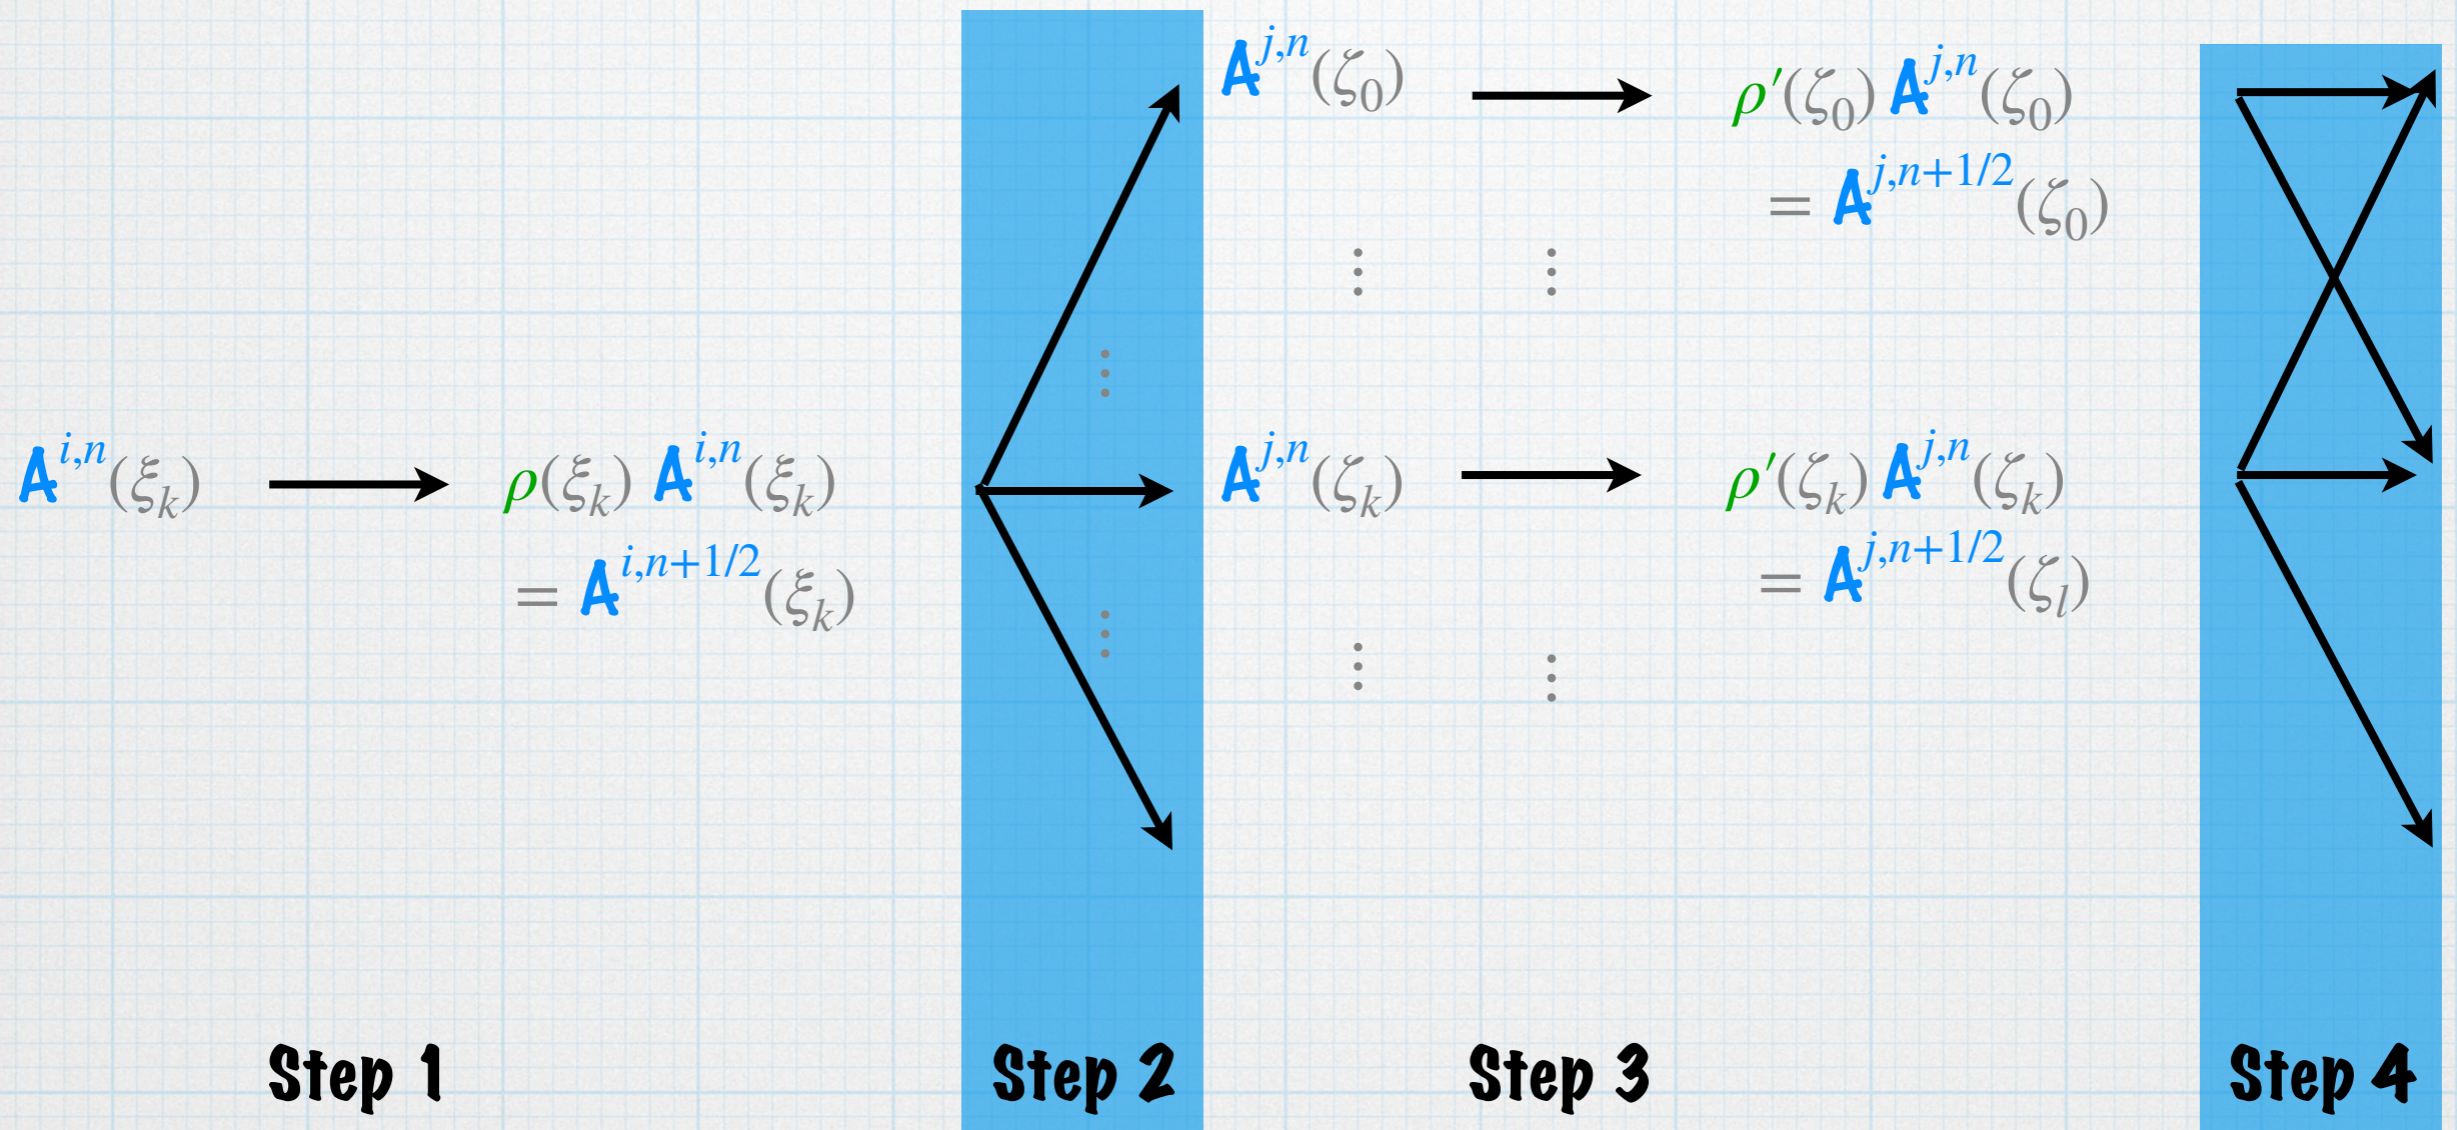 A^{j,n}(ζ_0)
ρ′(ζ_0) A^{j,n}(ζ_0)
= A^{j,n+1/2}(ζ_0)
⋮ ⋮
⋮
A^{i,n}(ξ_k)
ρ(ξ_k) A^{i,n}(ξ_k)
= A^{i,n+1/2}(ξ_k)
A^{j,n}(ζ_k)
ρ′(ζ_k) A^{j,n}(ζ_k)
= A^{j,n+1/2}(ζ_l)
⋮
⋮ ⋮
Step 1
Step 2
Step 3
Step 4